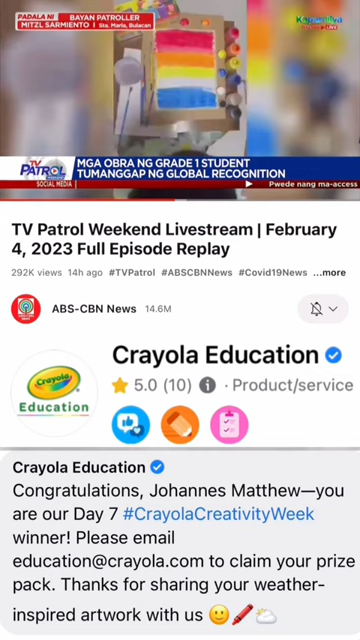 PADALA NI
BAYAN PATROLLER
MITZL SARMIENTO | Sta. Maria, Bulacan
Kapamilya
LIVE
TV
PATROL
MGA OBRA NG GRADE 1 STUDENT
TUMANGGAP NG GLOBAL RECOGNITION
SOCIAL MEDIA
Pwede nang ma-access
TV Patrol Weekend Livestream | February
4, 2023 Full Episode Replay
292K views 14h ago #TVPatrol #ABSCBNNews #Covid19News ...more
ABS-CBN News 14.6M
Crayola Education
5.0 (10) · Product/service
Crayola
Education
Crayola Education
Congratulations, Johannes Matthew—you
are our Day 7 #CrayolaCreativityWeek
winner! Please email
education@crayola.com to claim your prize
pack. Thanks for sharing your weather-
inspired artwork with us 🙂🖍️🌥️